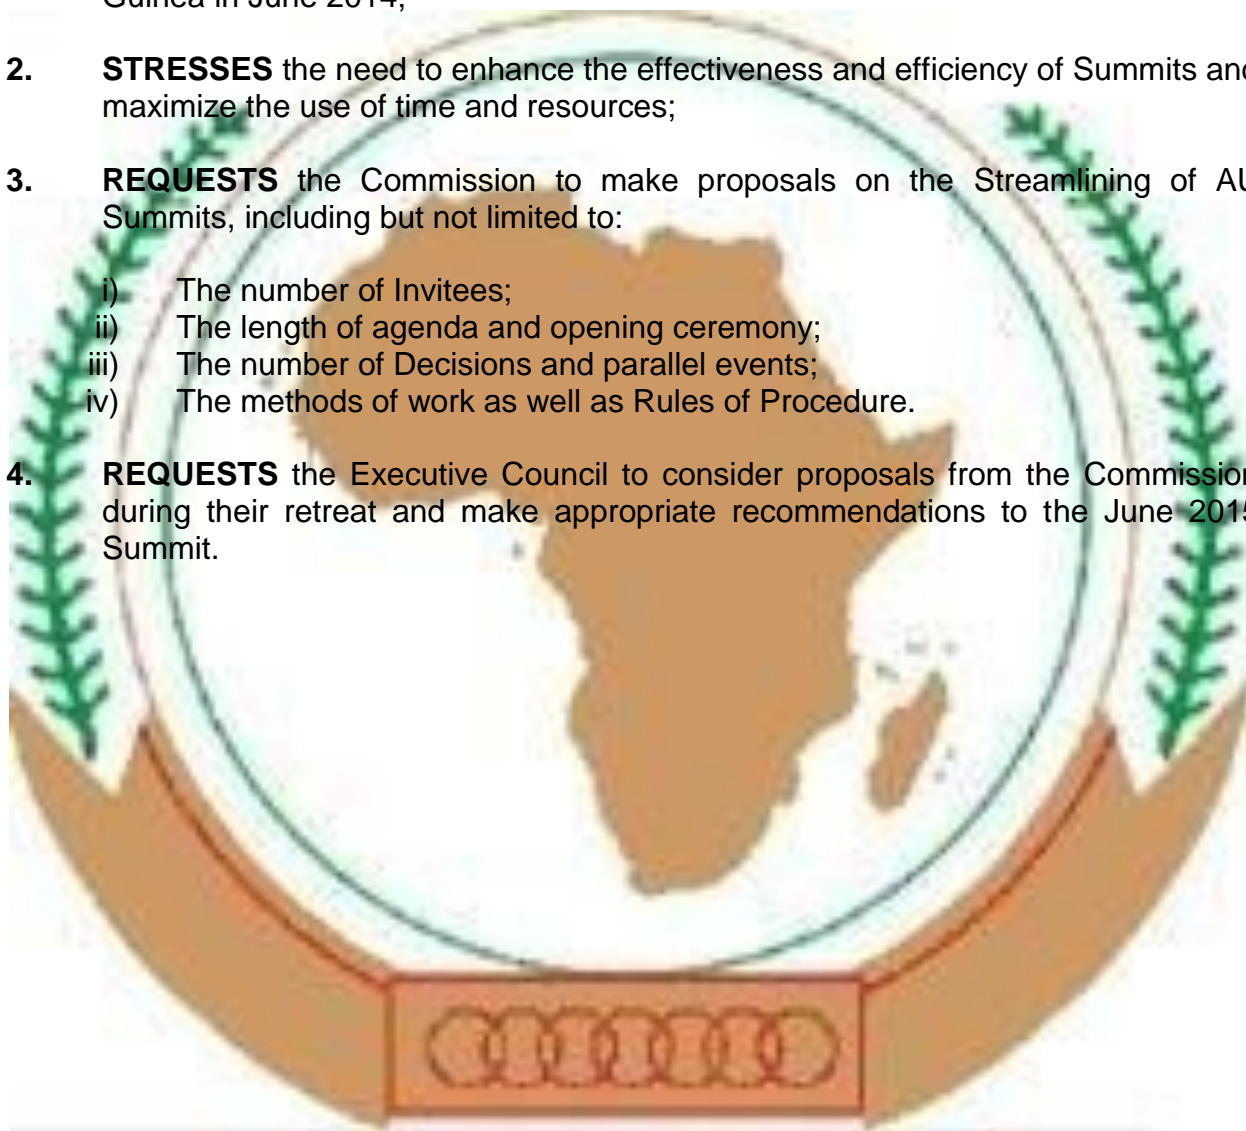 Guinea in June 2014;
2. STRESSES the need to enhance the effectiveness and efficiency of Summits and
maximize the use of time and resources;
3. REQUESTS the Commission to make proposals on the Streamlining of AU
Summits, including but not limited to:
i) The number of Invitees;
ii) The length of agenda and opening ceremony;
iii) The number of Decisions and parallel events;
iv) The methods of work as well as Rules of Procedure.
4. REQUESTS the Executive Council to consider proposals from the Commission
during their retreat and make appropriate recommendations to the June 2015
Summit.